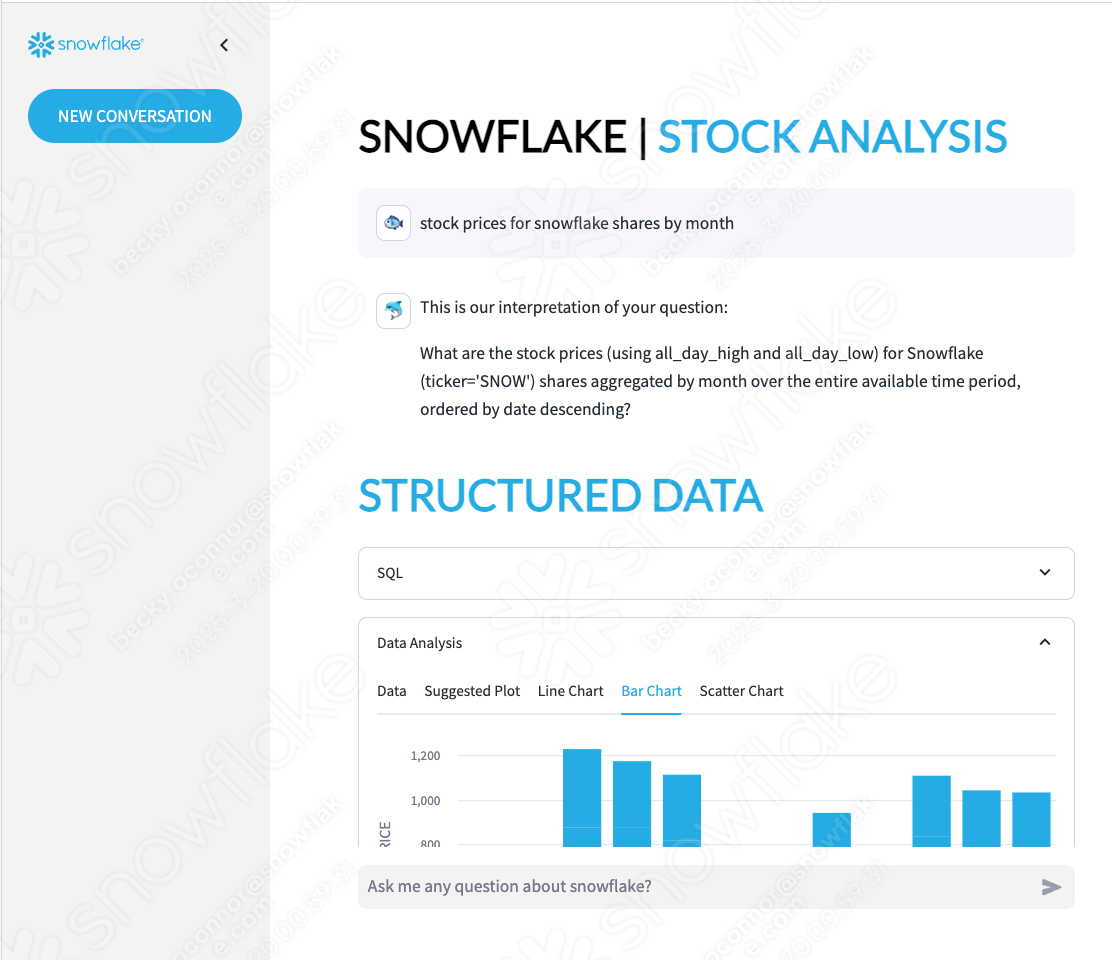 snowflake
NEW CONVERSATION
SNOWFLAKE | STOCK ANALYSIS
stock prices for snowflake shares by month
This is our interpretation of your question:
What are the stock prices (using all_day_high and all_day_low) for Snowflake
(ticker='SNOW') shares aggregated by month over the entire available time period,
ordered by date descending?
STRUCTURED DATA
SQL
Data Analysis
Data Suggested Plot Line Chart Bar Chart Scatter Chart
1,200
1,000
800
RICE
Ask me any question about snowflake?